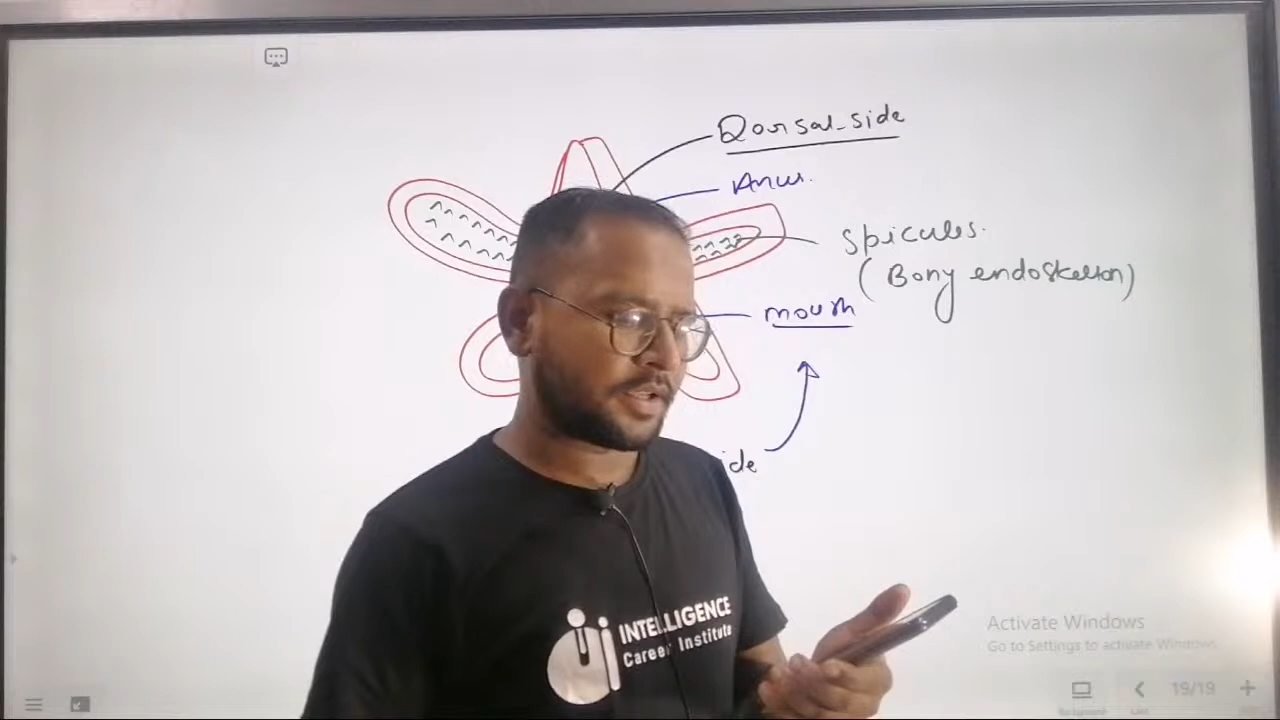 Dorsal-side
Anus.
Spicules.
(Bony endoskelton)
mouth
ide
INTELLIGENCE
Career Institute
Activate Windows
Go to Settings to activate Windows.
19/19